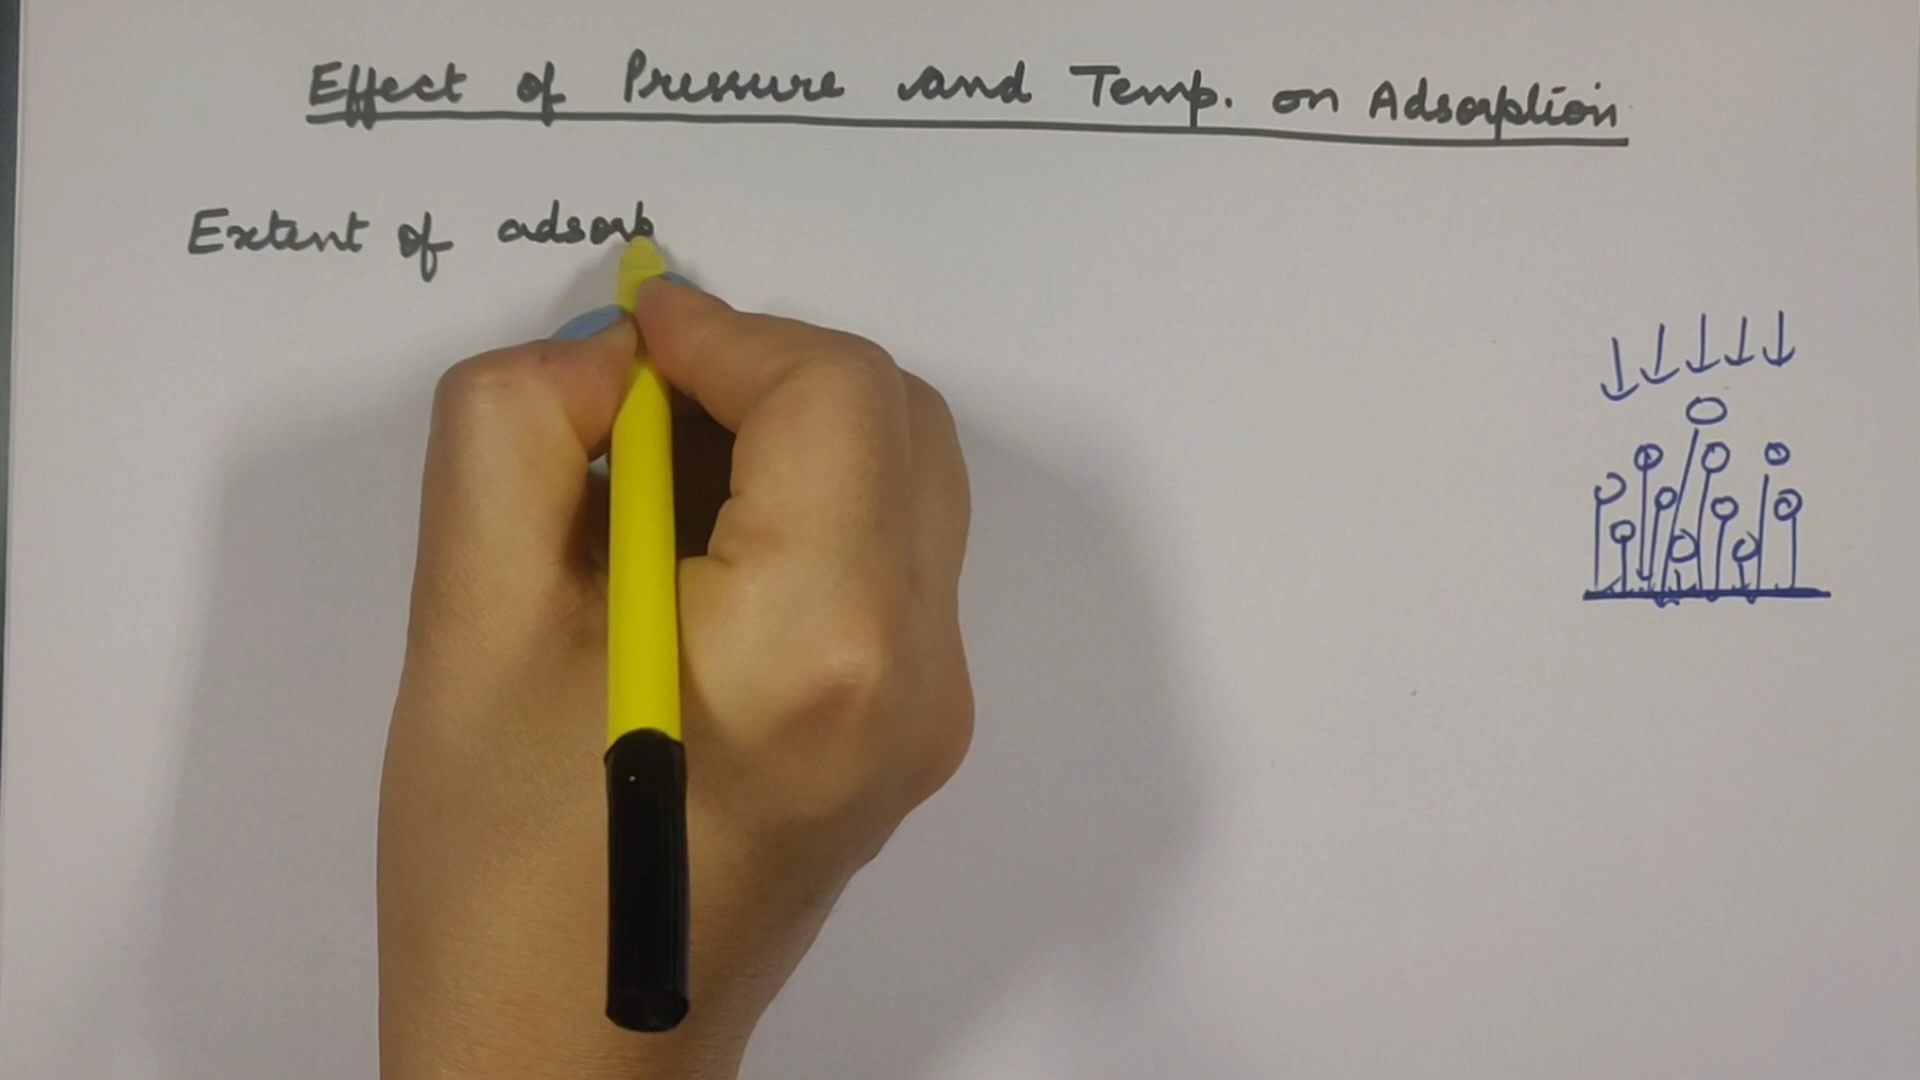 Effect of Pressure and Temp. on Adsorption
Extent of adsorb